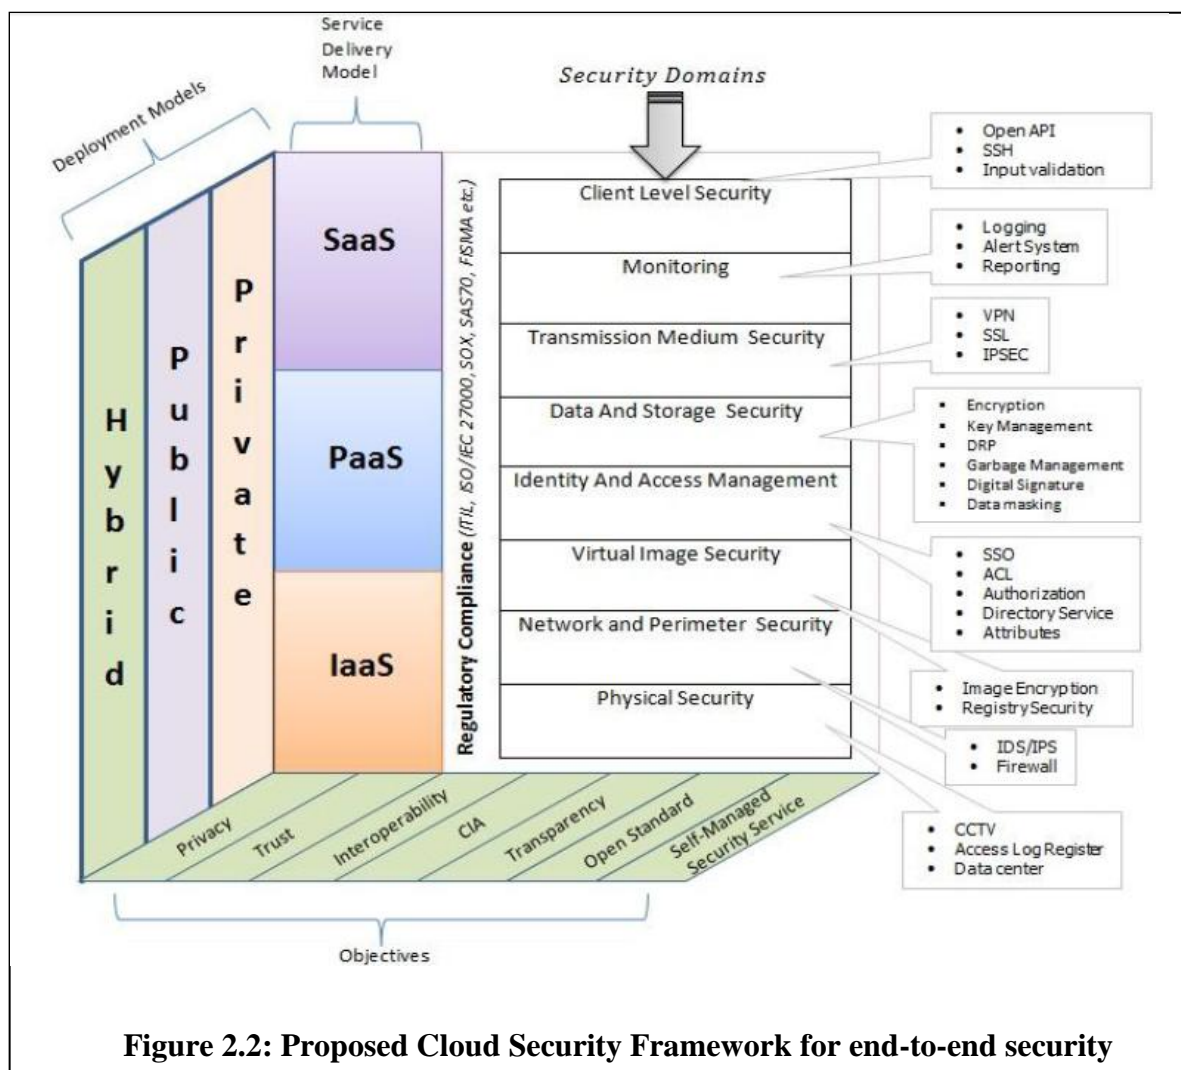 Service
Delivery
Model
Deployment Models
Security Domains
Hybrid
Public
Private
SaaS
PaaS
IaaS
Regulatory Compliance (ITIL, ISO/IEC 27000, SOX, SAS70, FISMA etc.)
Client Level Security
Monitoring
Transmission Medium Security
Data And Storage Security
Identity And Access Management
Virtual Image Security
Network and Perimeter Security
Physical Security
• Open API
• SSH
• Input validation
• Logging
• Alert System
• Reporting
• VPN
• SSL
• IPSEC
▪ Encryption
▪ Key Management
▪ DRP
▪ Garbage Management
▪ Digital Signature
▪ Data masking
• SSO
• ACL
• Authorization
• Directory Service
• Attributes
• Image Encryption
• Registry Security
• IDS/IPS
• Firewall
• CCTV
• Access Log Register
• Data center
Privacy
Trust
Interoperability
CIA
Transparency
Open Standard
Self-Managed
Security Service
Objectives
Figure 2.2: Proposed Cloud Security Framework for end-to-end security